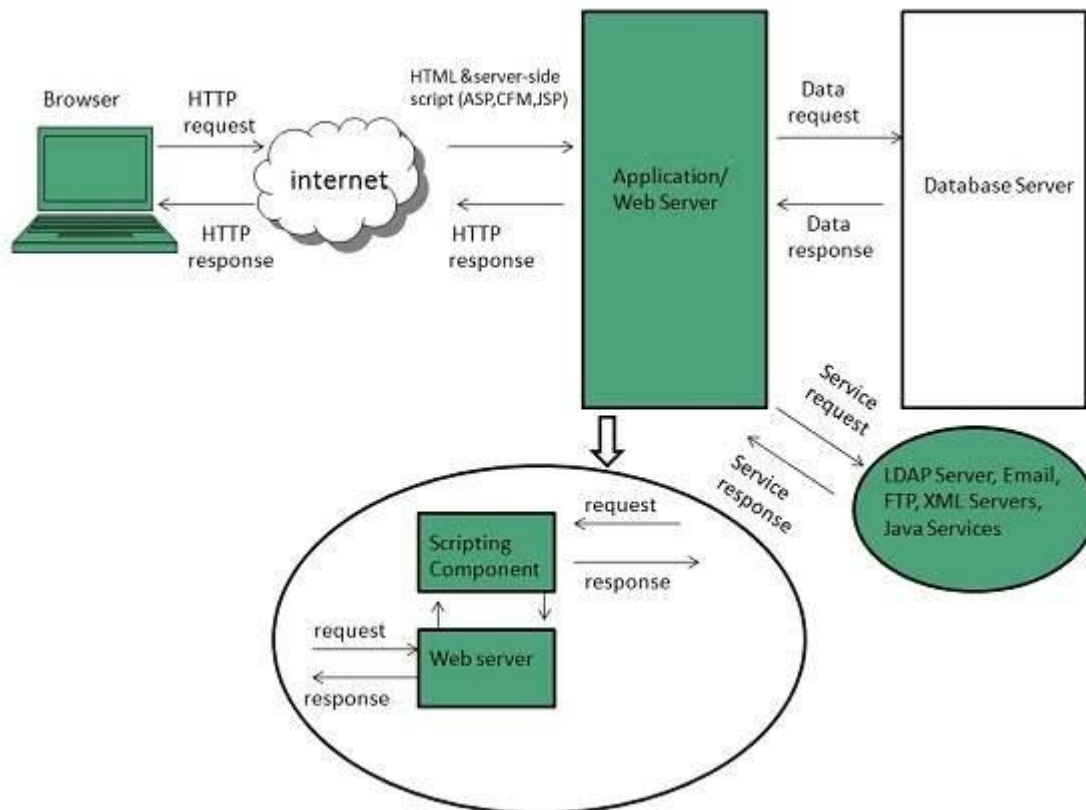 Browser
HTTP
request
HTTP
response
internet
HTML &server-side
script (ASP,CFM,JSP)
HTTP
response
Application/
Web Server
Data
request
Data
response
Database Server
Service
request
Service
response
LDAP Server, Email,
FTP, XML Servers,
Java Services
Scripting
Component
request
response
request
Web server
response